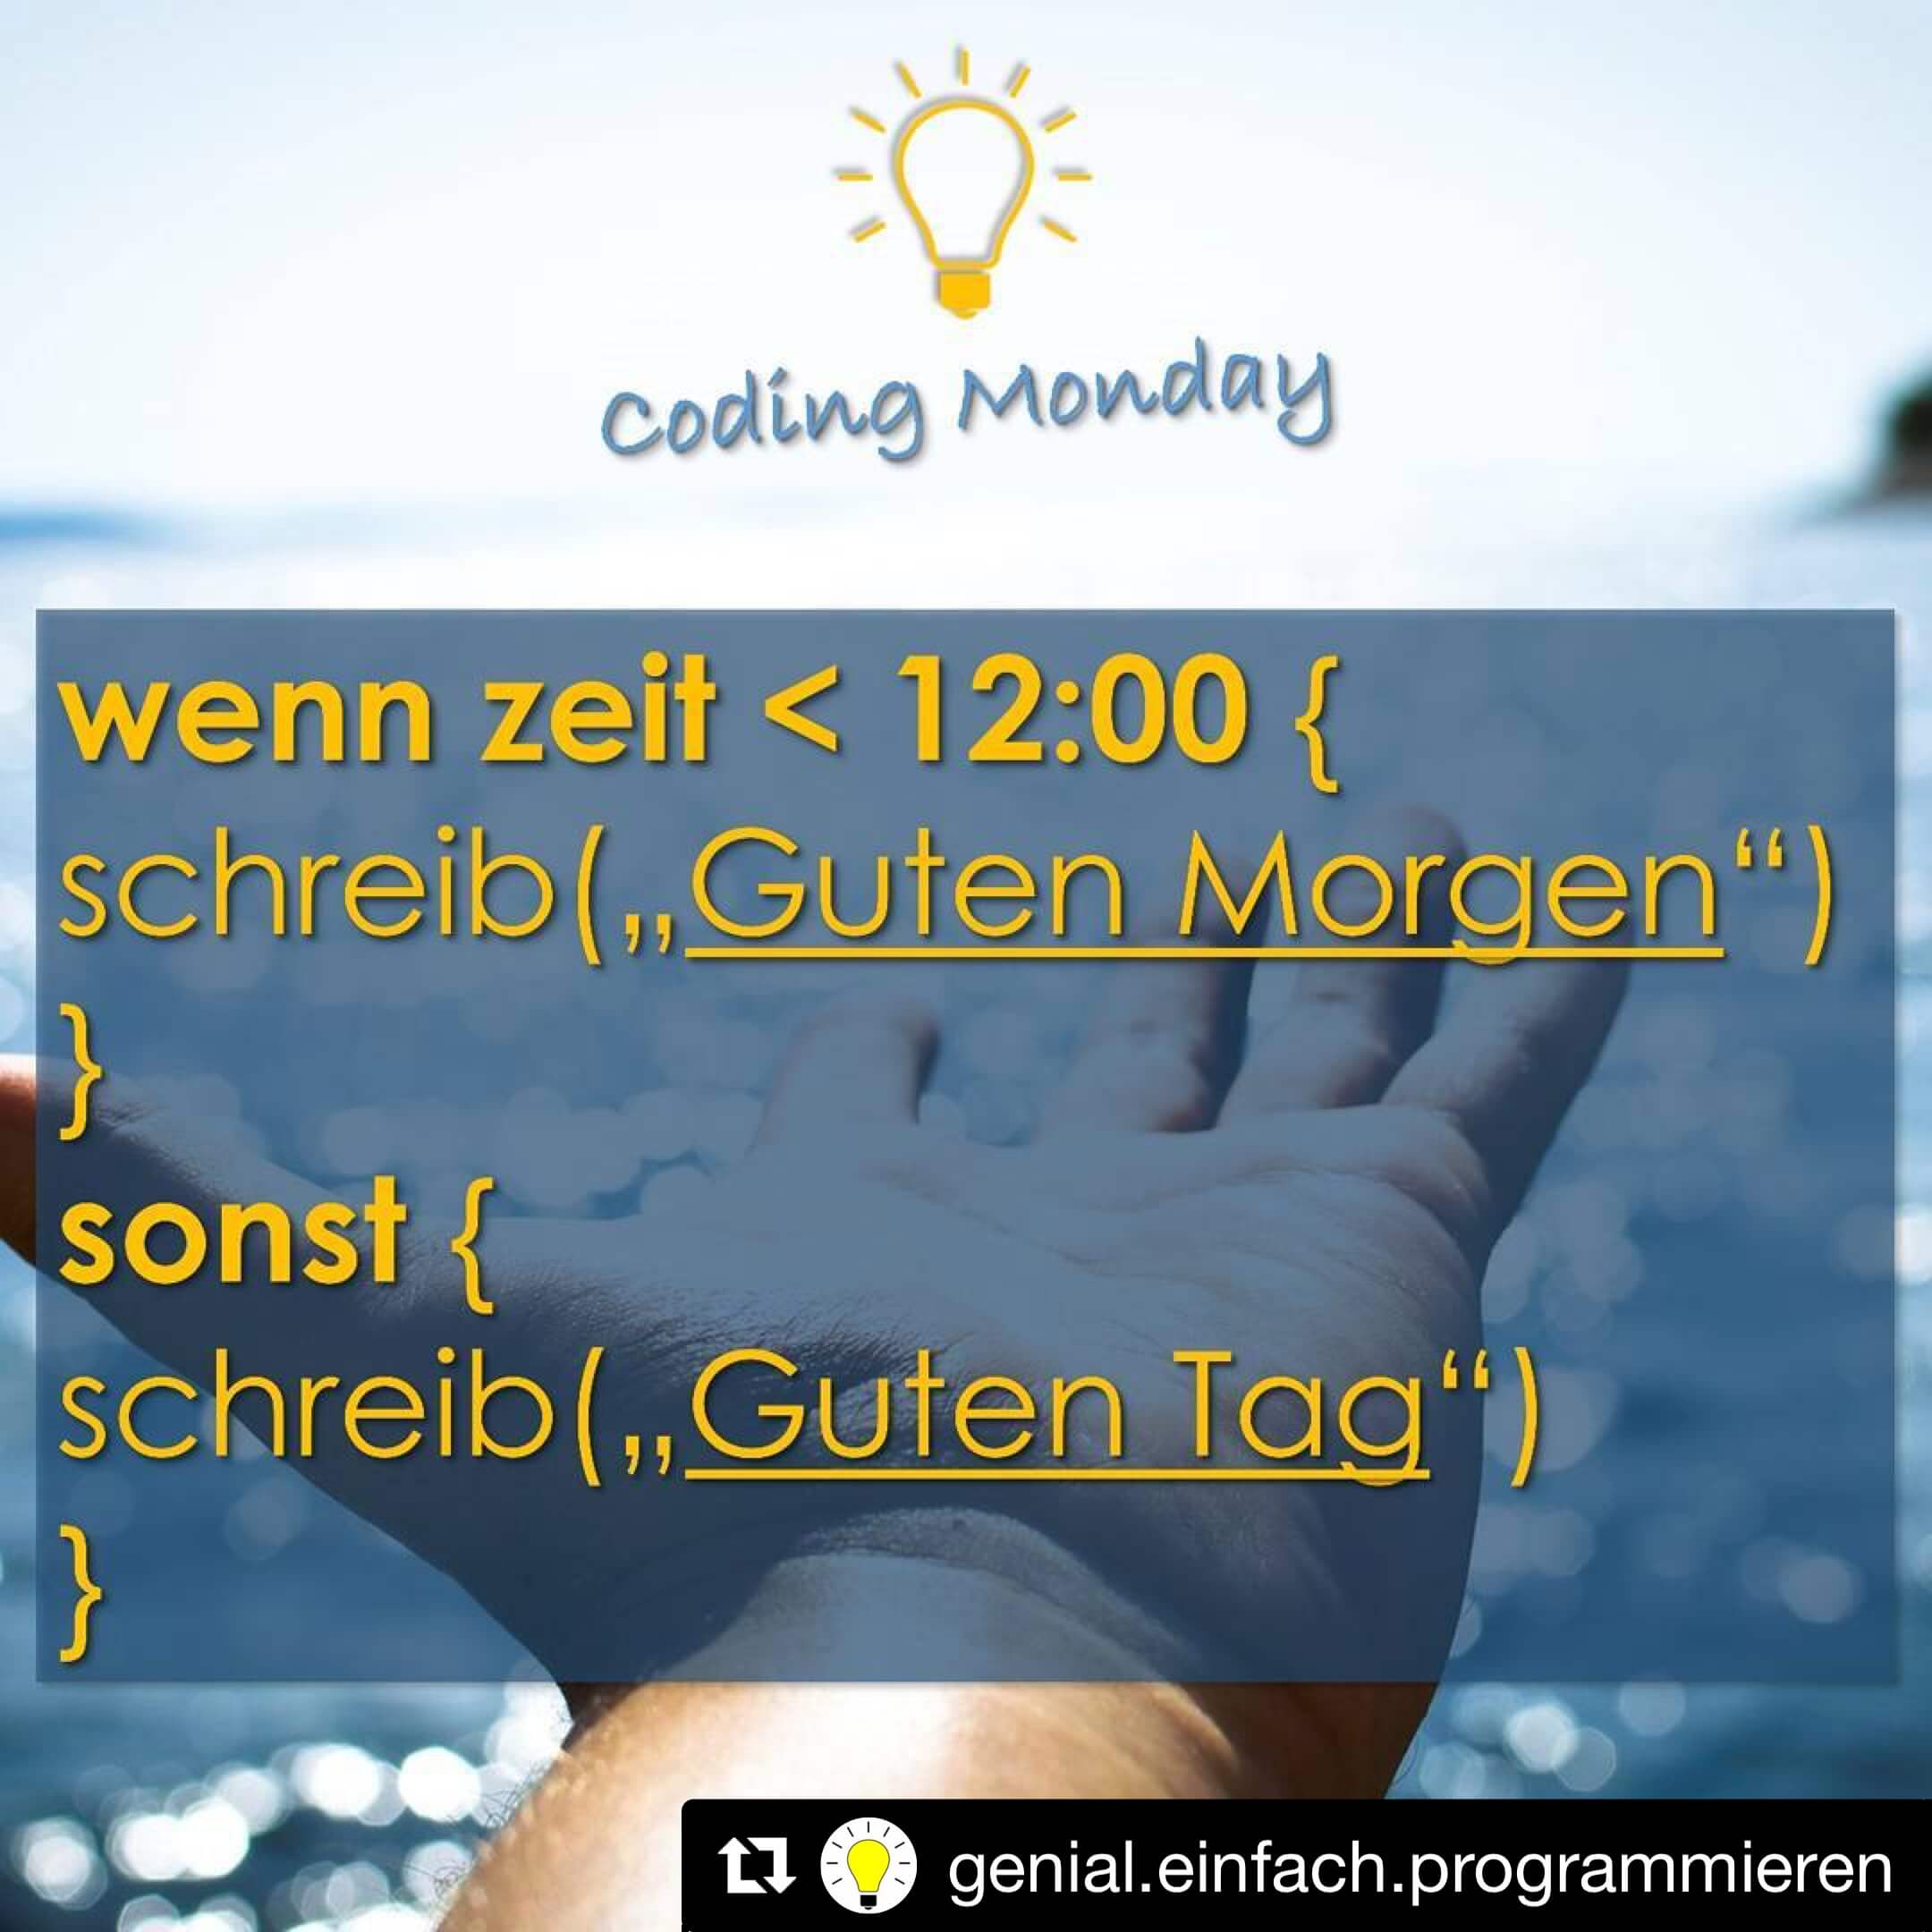 Coding Monday
wenn zeit < 12:00 {
schreib(„Guten Morgen“)
}
sonst {
schreib(„Guten Tag“)
}
genial.einfach.programmieren